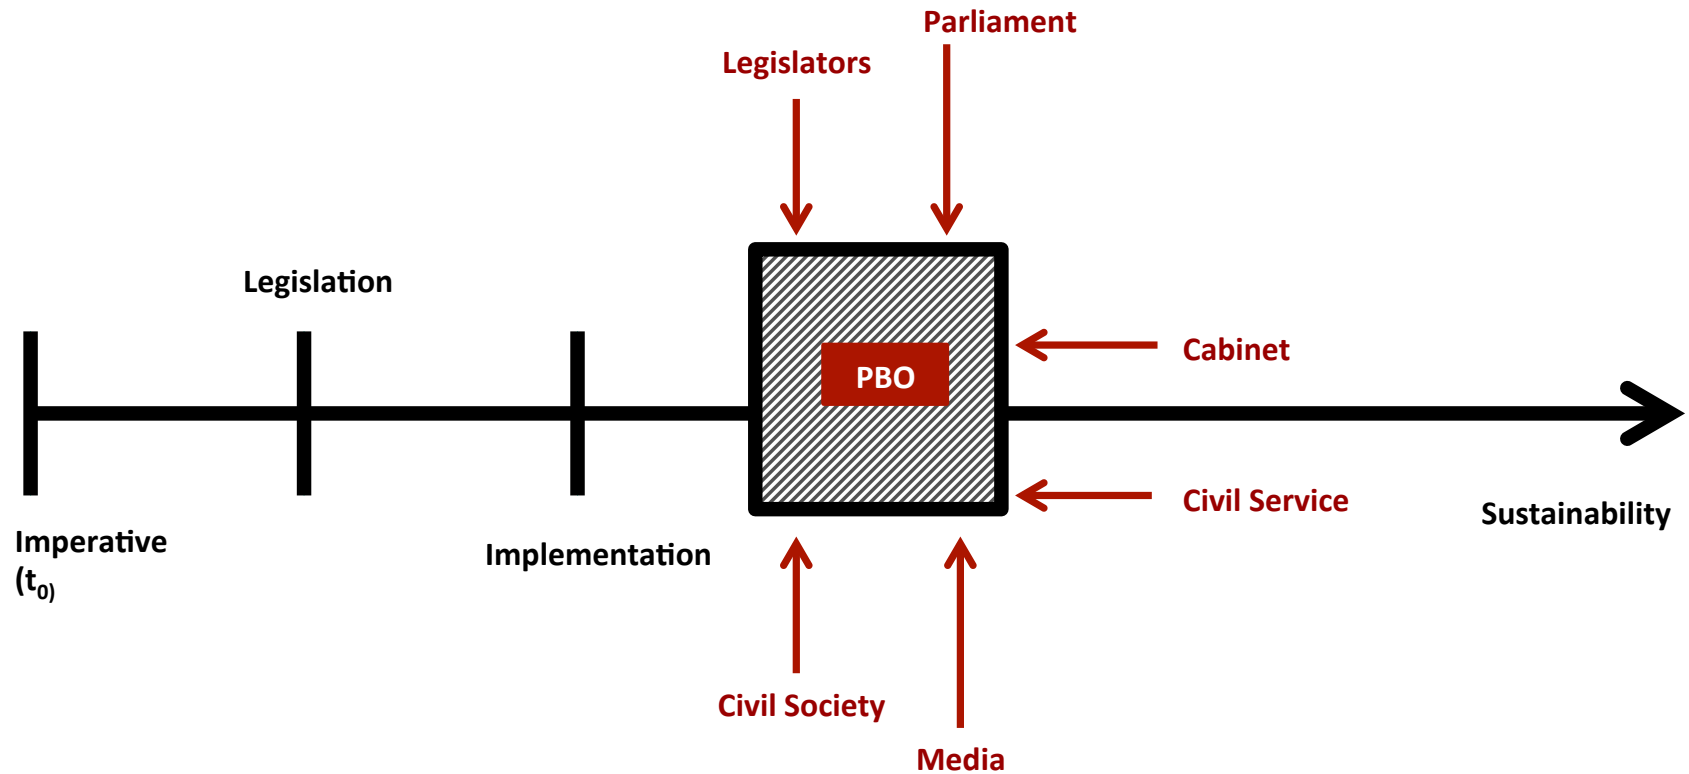 Parliament
Legislators
Legislation
Cabinet
PBO
Civil Service
Sustainability
Imperative
(t0)
Implementation
Civil Society
Media